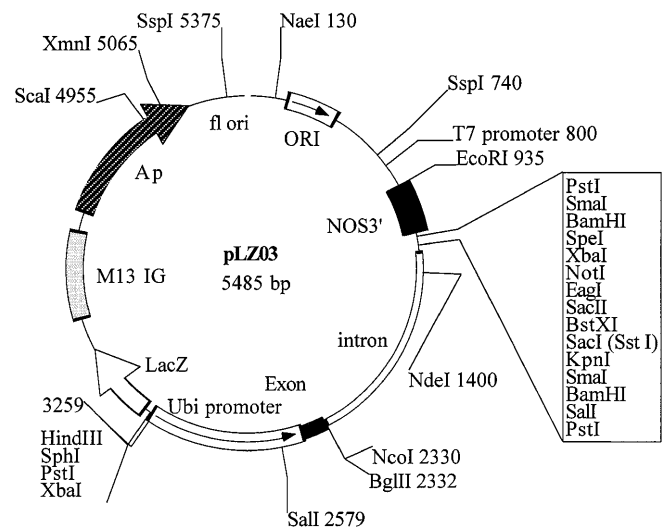 SspI 5375
NaeI 130
XmnI 5065
ScaI 4955
fl ori
ORI
SspI 740
T7 promoter 800
EcoRI 935
Ap
NOS3'
pLZ03
5485 bp
M13 IG
PstI
SmaI
BamHI
SpeI
XbaI
NotI
EagI
SacII
BstXI
SacI (Sst I)
KpnI
SmaI
BamHI
SalI
PstI
intron
NdeI 1400
LacZ
Exon
Ubi promoter
3259
HindIII
SphI
PstI
XbaI
NcoI 2330
BglII 2332
SalI 2579